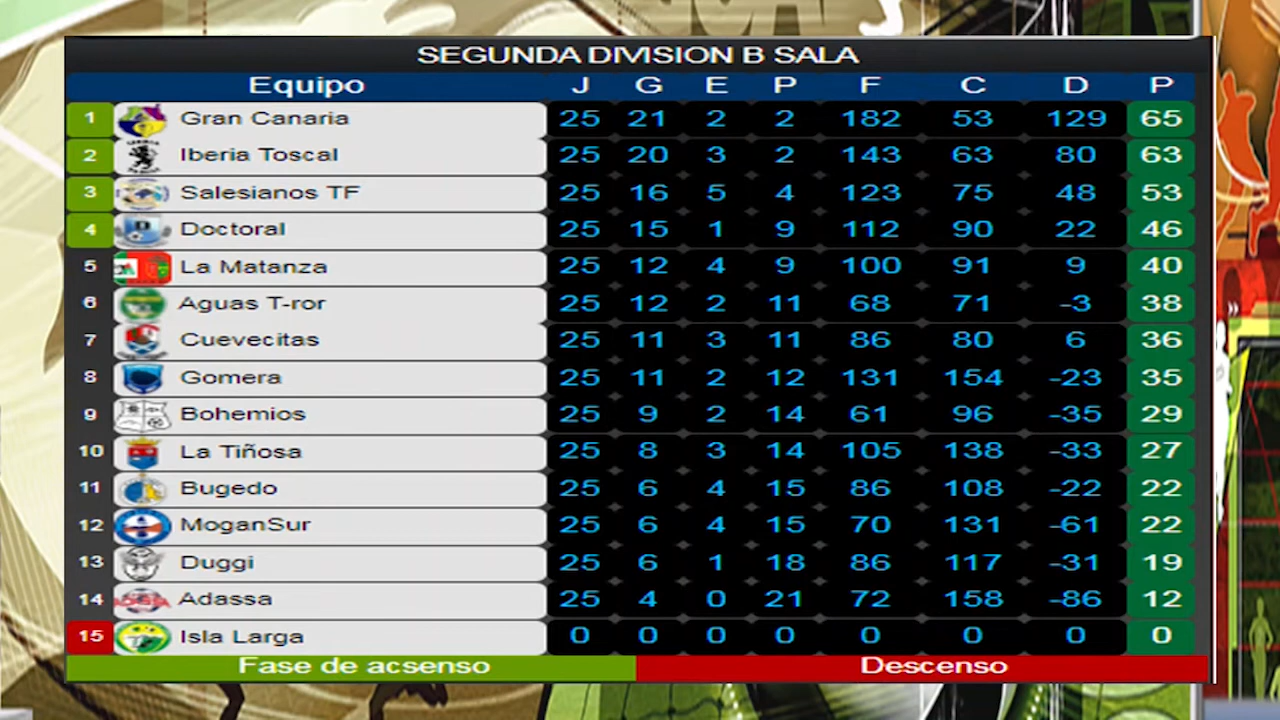 SEGUNDA DIVISION B SALA
Equipo J G E P F C D P
1 Gran Canaria 25 21 2 2 182 53 129 65
2 Iberia Toscal 25 20 3 2 143 63 80 63
3 Salesianos TF 25 16 5 4 123 75 48 53
4 Doctoral 25 15 1 9 112 90 22 46
5 La Matanza 25 12 4 9 100 91 9 40
6 Aguas T-ror 25 12 2 11 68 71 -3 38
7 Cuevecitas 25 11 3 11 86 80 6 36
8 Gomera 25 11 2 12 131 154 -23 35
9 Bohemios 25 9 2 14 61 96 -35 29
10 La Tiñosa 25 8 3 14 105 138 -33 27
11 Bugedo 25 6 4 15 86 108 -22 22
12 MoganSur 25 6 4 15 70 131 -61 22
13 Duggi 25 6 1 18 86 117 -31 19
14 Adassa 25 4 0 21 72 158 -86 12
15 Isla Larga 0 0 0 0 0 0 0 0
Fase de acsenso Descenso